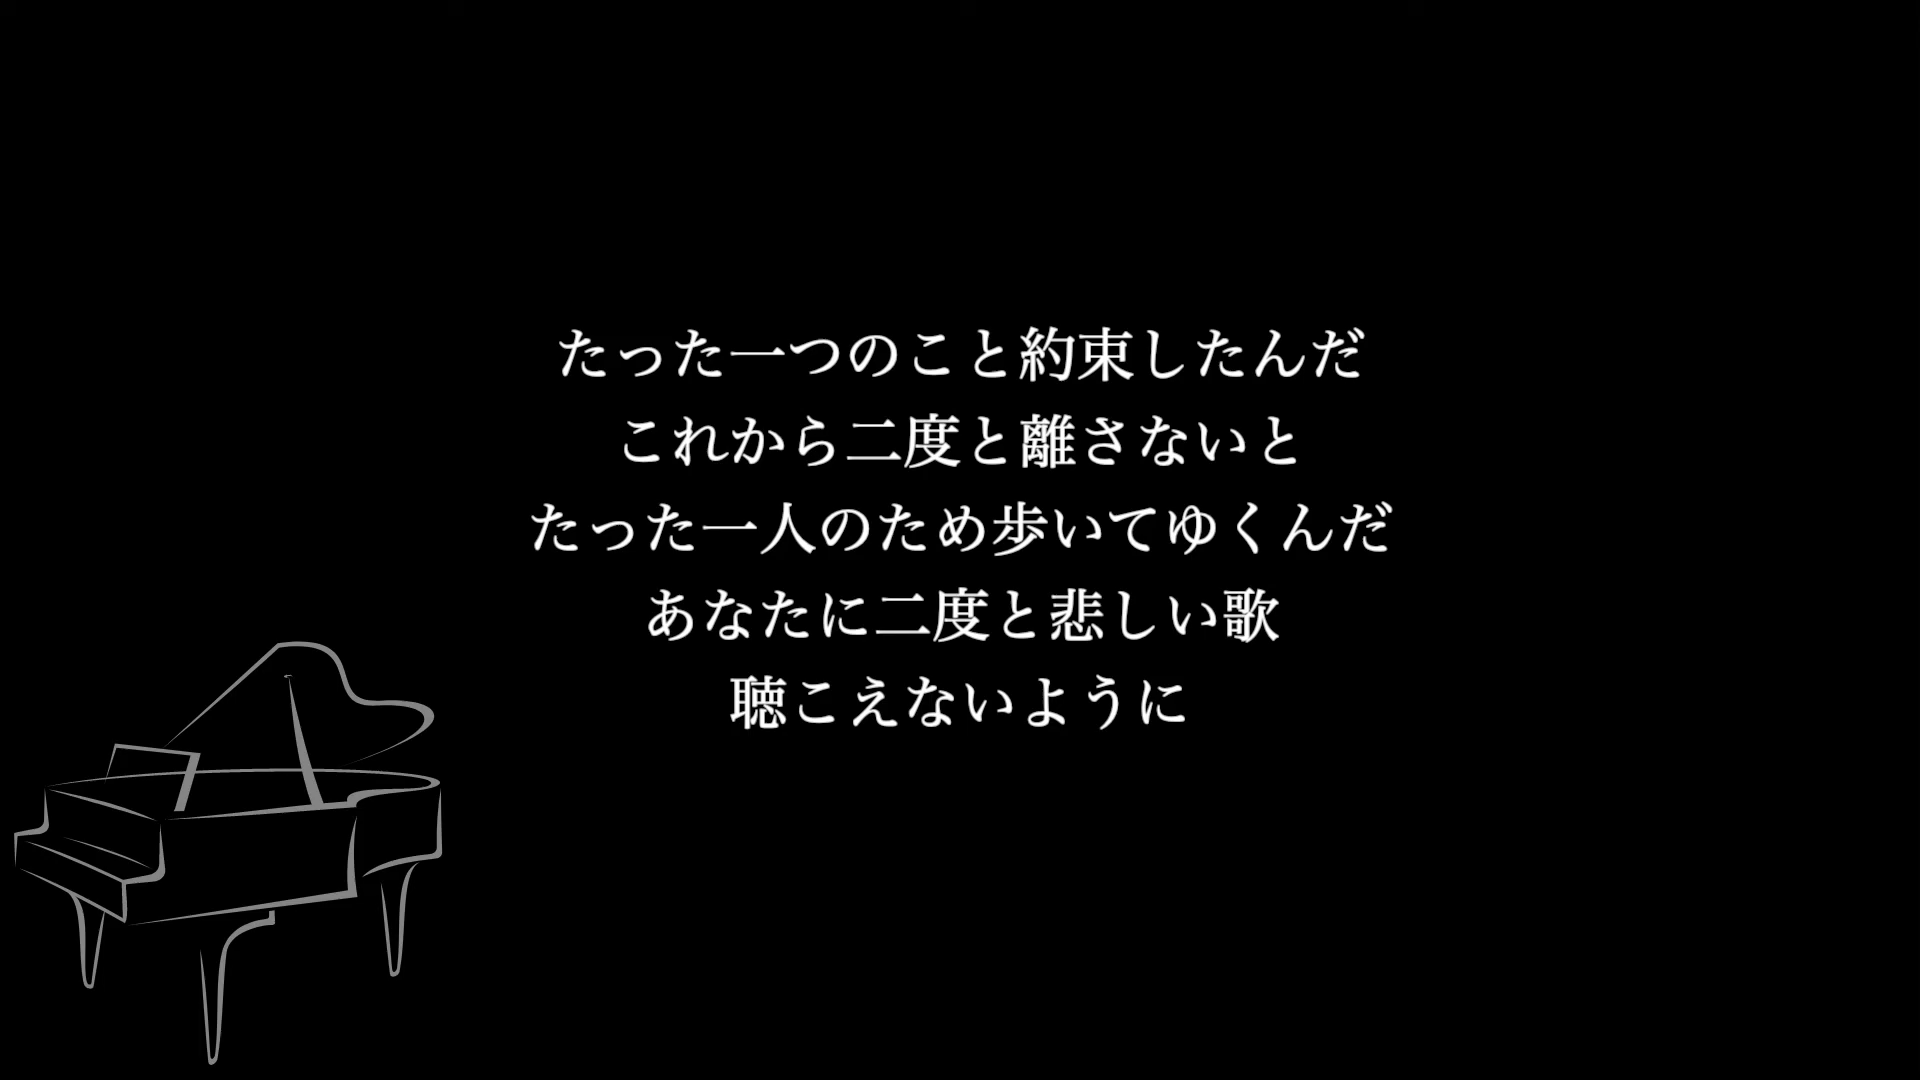 たった一つのこと約束したんだ
これから二度と離さないと
たった一人のため歩いてゆくんだ
あなたに二度と悲しい歌
聴こえないように